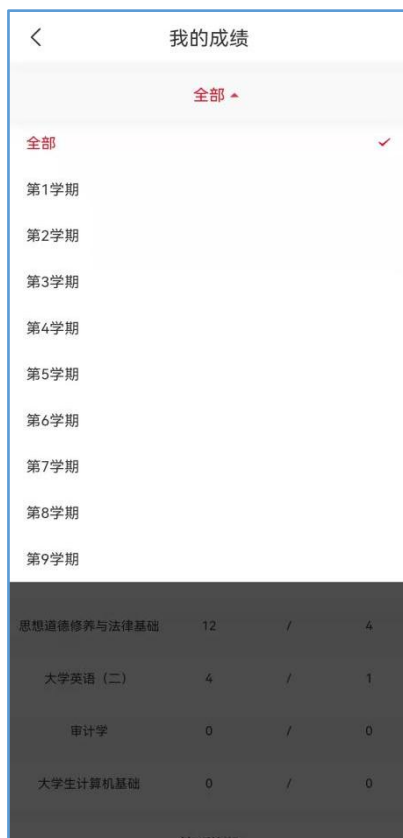 我的成绩
全部
全部
第1学期
第2学期
第3学期
第4学期
第5学期
第6学期
第7学期
第8学期
第9学期
思想道德修养与法律基础 12 / 4
大学英语（二） 4 / 1
审计学 0 / 0
大学生计算机基础 0 / 0